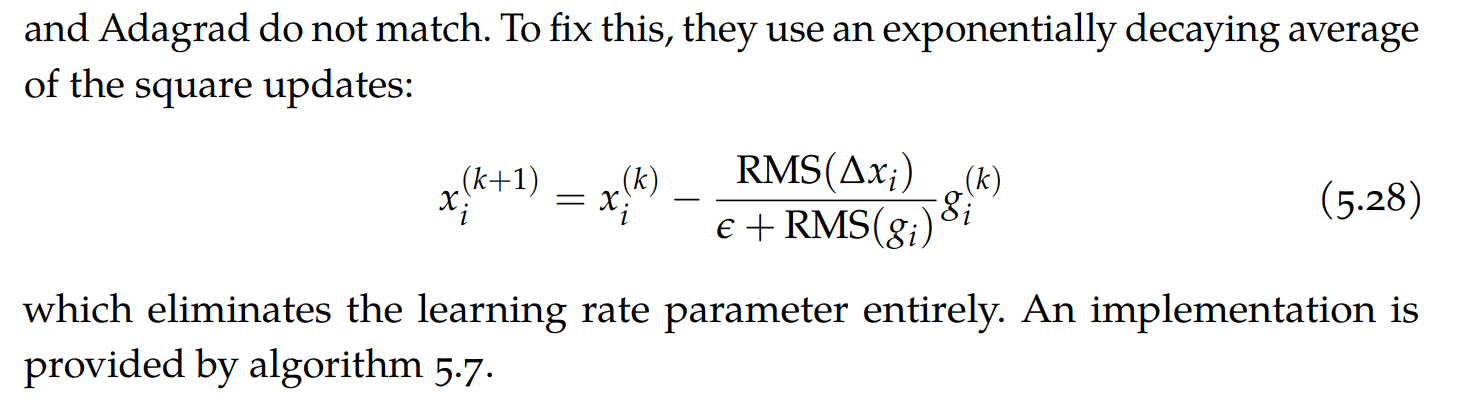 and Adagrad do not match. To fix this, they use an exponentially decaying average
of the square updates:
x_i^{(k+1)} = x_i^{(k)} − \frac{RMS(Δx_i)}{ϵ + RMS(g_i)} g_i^{(k)} (5.28)
which eliminates the learning rate parameter entirely. An implementation is
provided by algorithm 5.7.